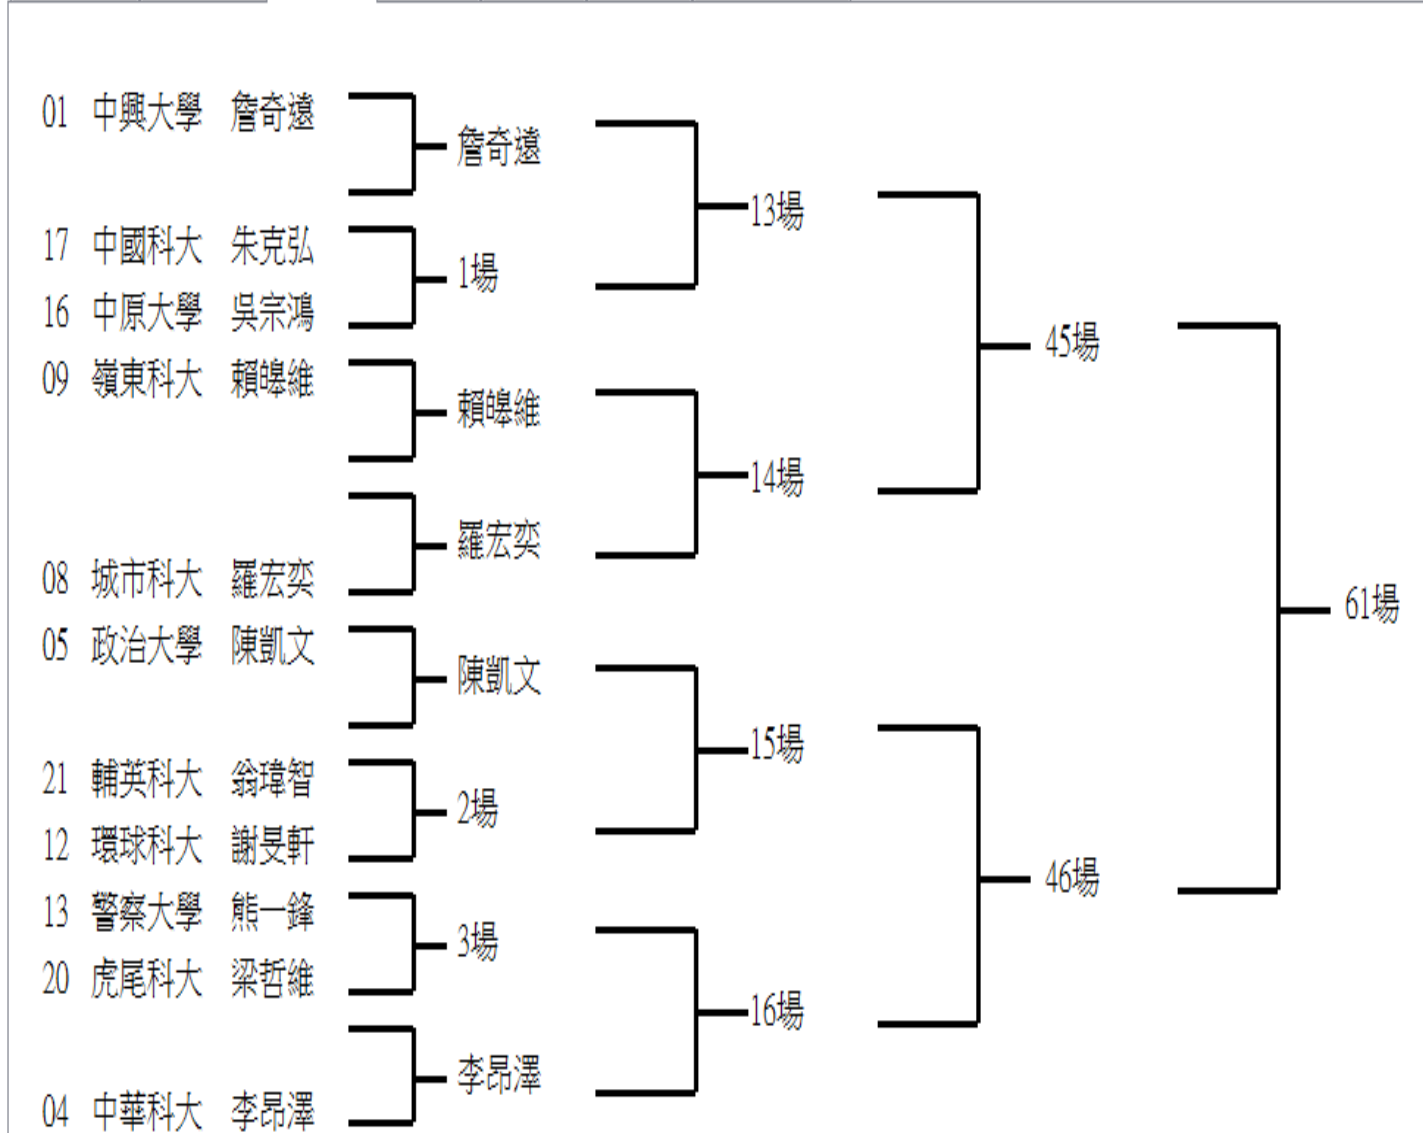 01 中興大學 詹奇遠
詹奇遠
13場
17 中國科大 朱克弘
1場
16 中原大學 吳宗鴻
45場
09 嶺東科大 賴皞維
賴皞維
14場
羅宏奕
08 城市科大 羅宏奕
61場
05 政治大學 陳凱文
陳凱文
15場
21 輔英科大 翁瑋智
2場
12 環球科大 謝旻軒
46場
13 警察大學 熊一鋒
3場
20 虎尾科大 梁哲維
16場
李昂澤
04 中華科大 李昂澤